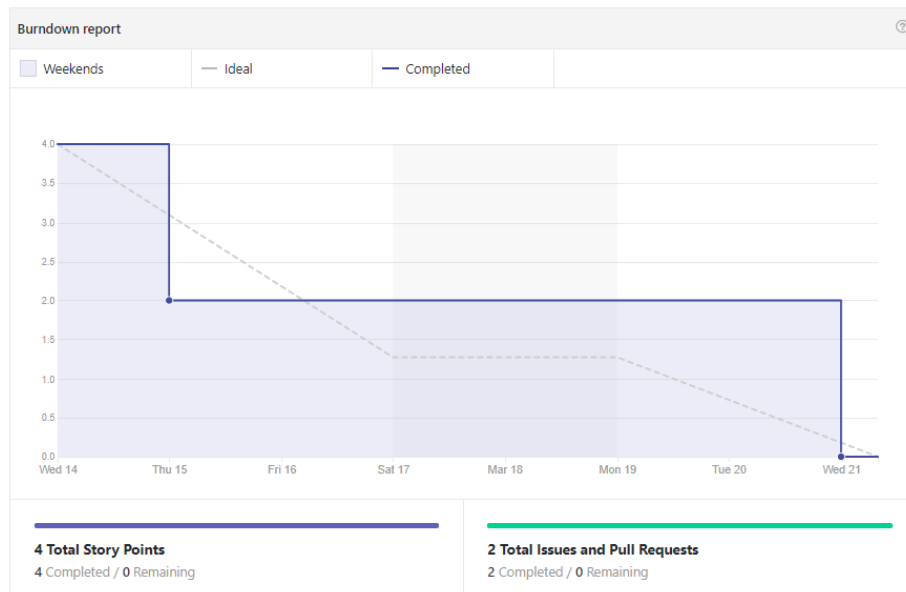 Burndown report
Weekends
Ideal
Completed
4.0
3.5
3.0
2.5
2.0
1.5
1.0
0.5
0.0
Wed 14 Thu 15 Fri 16 Sat 17 Mar 18 Mon 19 Tue 20 Wed 21
4 Total Story Points
4 Completed / 0 Remaining
2 Total Issues and Pull Requests
2 Completed / 0 Remaining